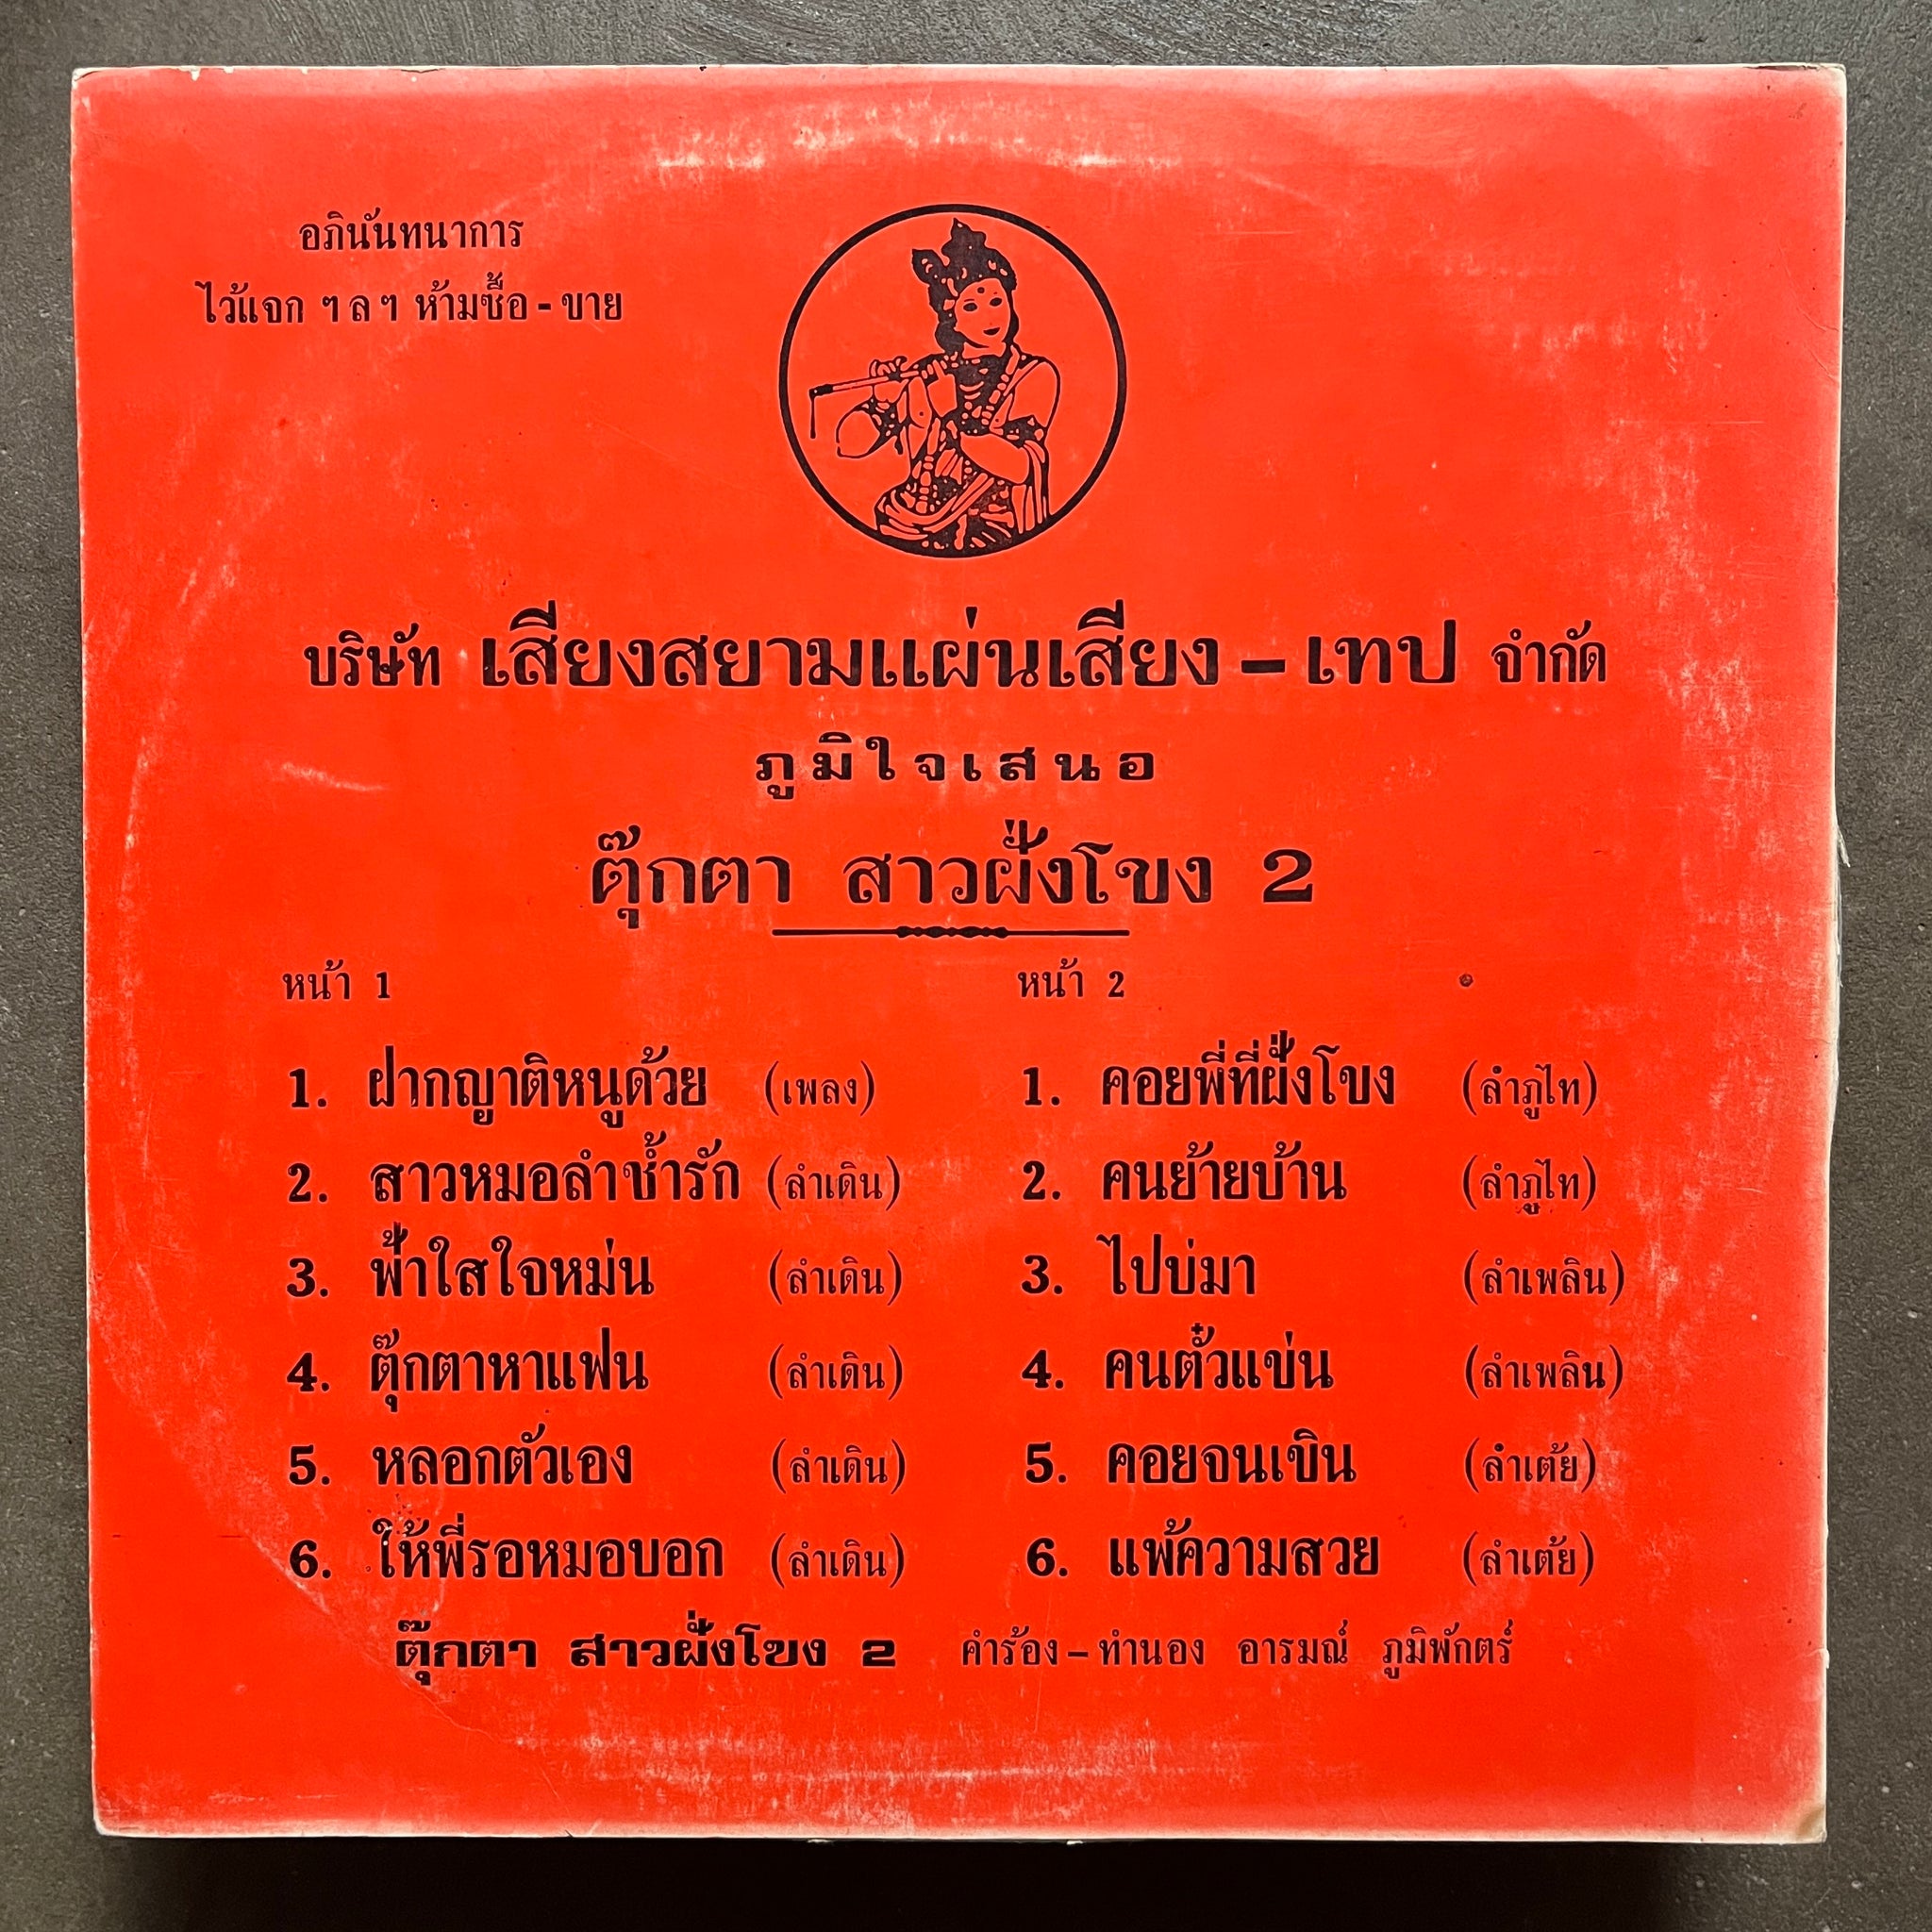 อภินันทนาการ
ไว้แจก ฯลฯ ห้ามซื้อ - ขาย
บริษัท เสียงสยามแผ่นเสียง - เทป จำกัด
ภูมิใจเสนอ
ตุ๊กตา สาวฝั่งโขง 2
หน้า 1
1. ฝากญาติหนูด้วย (เพลง)
2. สาวหมอลำช้ำรัก (ลำเดิน)
3. ฟ้าใสใจหม่น (ลำเดิน)
4. ตุ๊กตาหาแฟน (ลำเดิน)
5. หลอกตัวเอง (ลำเดิน)
6. ให้พี่รอหมอบอก (ลำเดิน)
หน้า 2
1. คอยพี่ที่ฝั่งโขง (ลำภูไท)
2. คนย้ายบ้าน (ลำภูไท)
3. ไปบ่มา (ลำเพลิน)
4. คนตั๋วแข่น (ลำเพลิน)
5. คอยจนเขิน (ลำเต้ย)
6. แพ้ความสวย (ลำเต้ย)
ตุ๊กตา สาวฝั่งโขง 2 คำร้อง - ทำนอง อารมณ์ ภูมิพักตร์